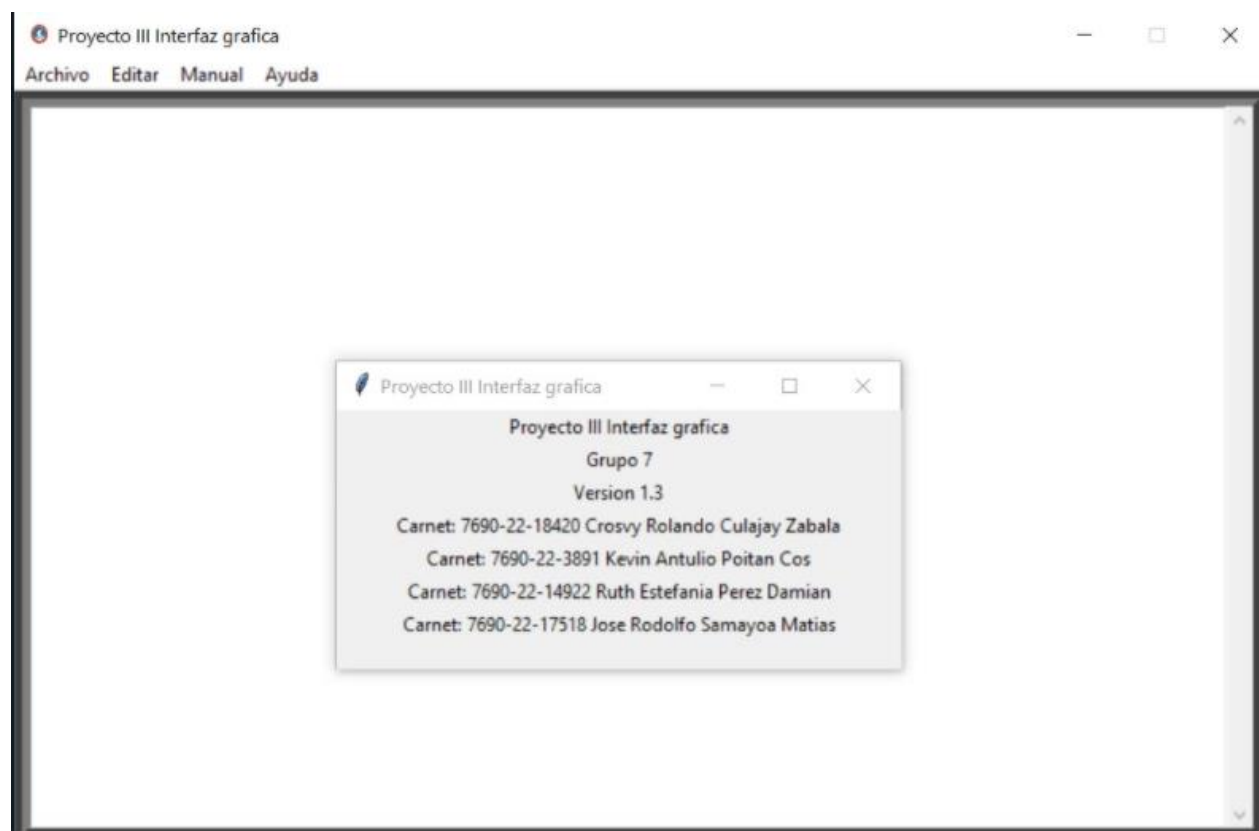 Proyecto III Interfaz grafica
Archivo Editar Manual Ayuda
Proyecto III Interfaz grafica
Proyecto III Interfaz grafica
Grupo 7
Version 1.3
Carnet: 7690-22-18420 Crosvy Rolando Culajay Zabala
Carnet: 7690-22-3891 Kevin Antulio Poitan Cos
Carnet: 7690-22-14922 Ruth Estefania Perez Damian
Carnet: 7690-22-17518 Jose Rodolfo Samayoa Matias